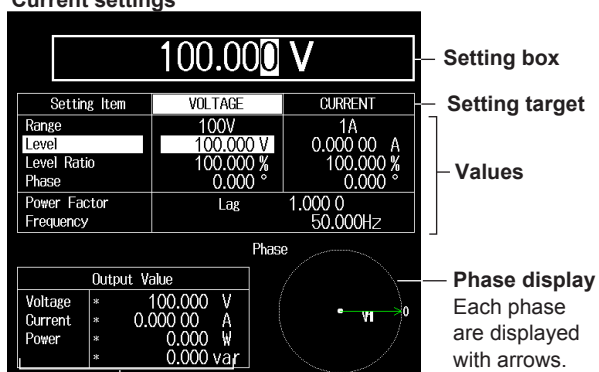 Current settings
100.000 V
Setting box
Setting Item VOLTAGE CURRENT
Setting target
Range 100V 1A
Level 100.000 V 0.000 00 A
Level Ratio 100.000 % 100.000 %
Phase 0.000 ° 0.000 °
Values
Power Factor Lag 1.000 0
Frequency 50.000Hz
Phase
Output Value
Voltage * 100.000 V
Current * 0.000 00 A
Power * 0.000 W
* 0.000 var
0
Phase display
Each phase
are displayed
with arrows.